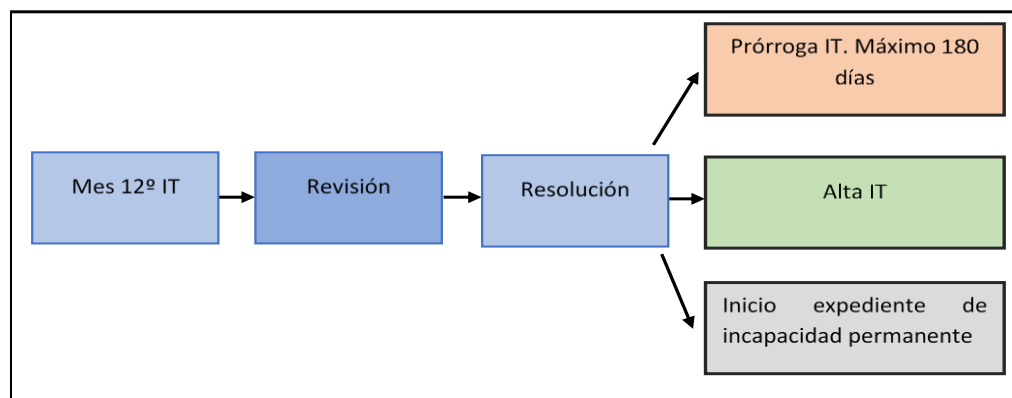 Prórroga IT. Máximo 180
días
Mes 12º IT
Revisión
Resolución
Alta IT
Inicio expediente de
incapacidad permanente